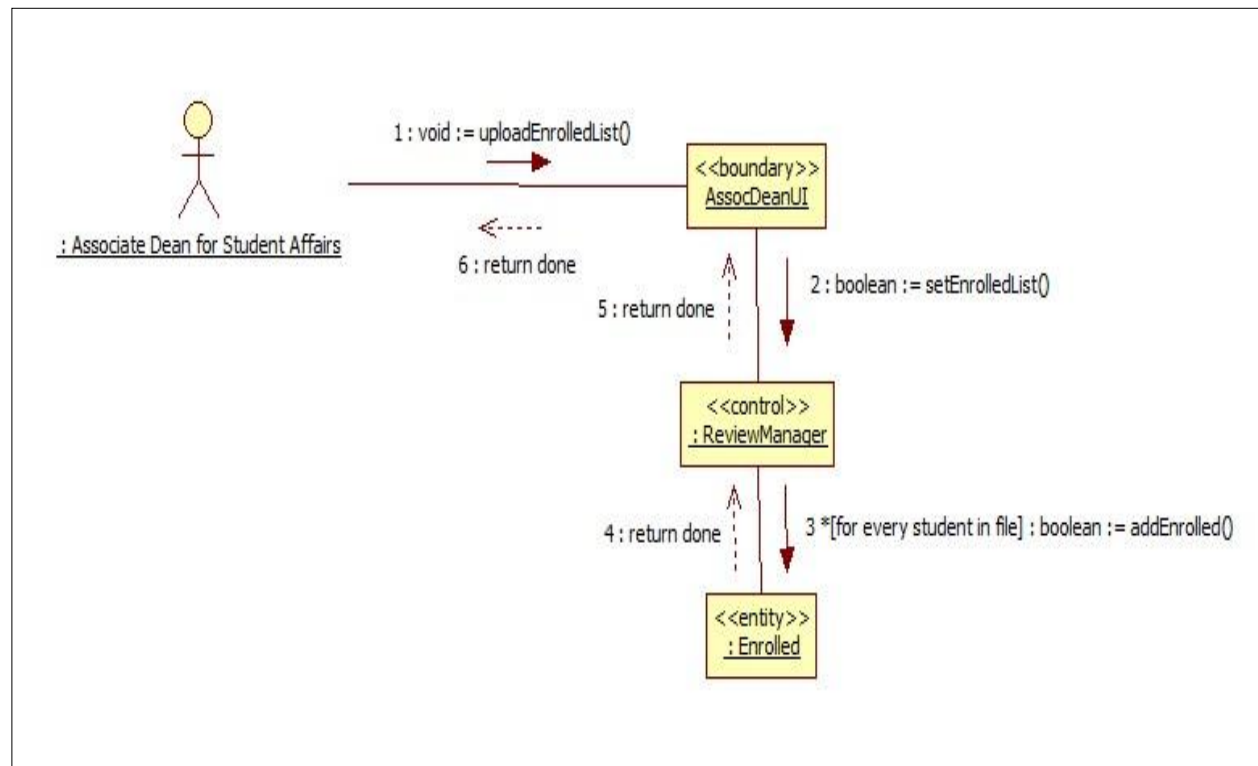 1 : void := uploadEnrolledList()
<<boundary>>
AssocDeanUI
: Associate Dean for Student Affairs
6 : return done
2 : boolean := setEnrolledList()
5 : return done
<<control>>
: ReviewManager
3 *[for every student in file] : boolean := addEnrolled()
4 : return done
<<entity>>
: Enrolled